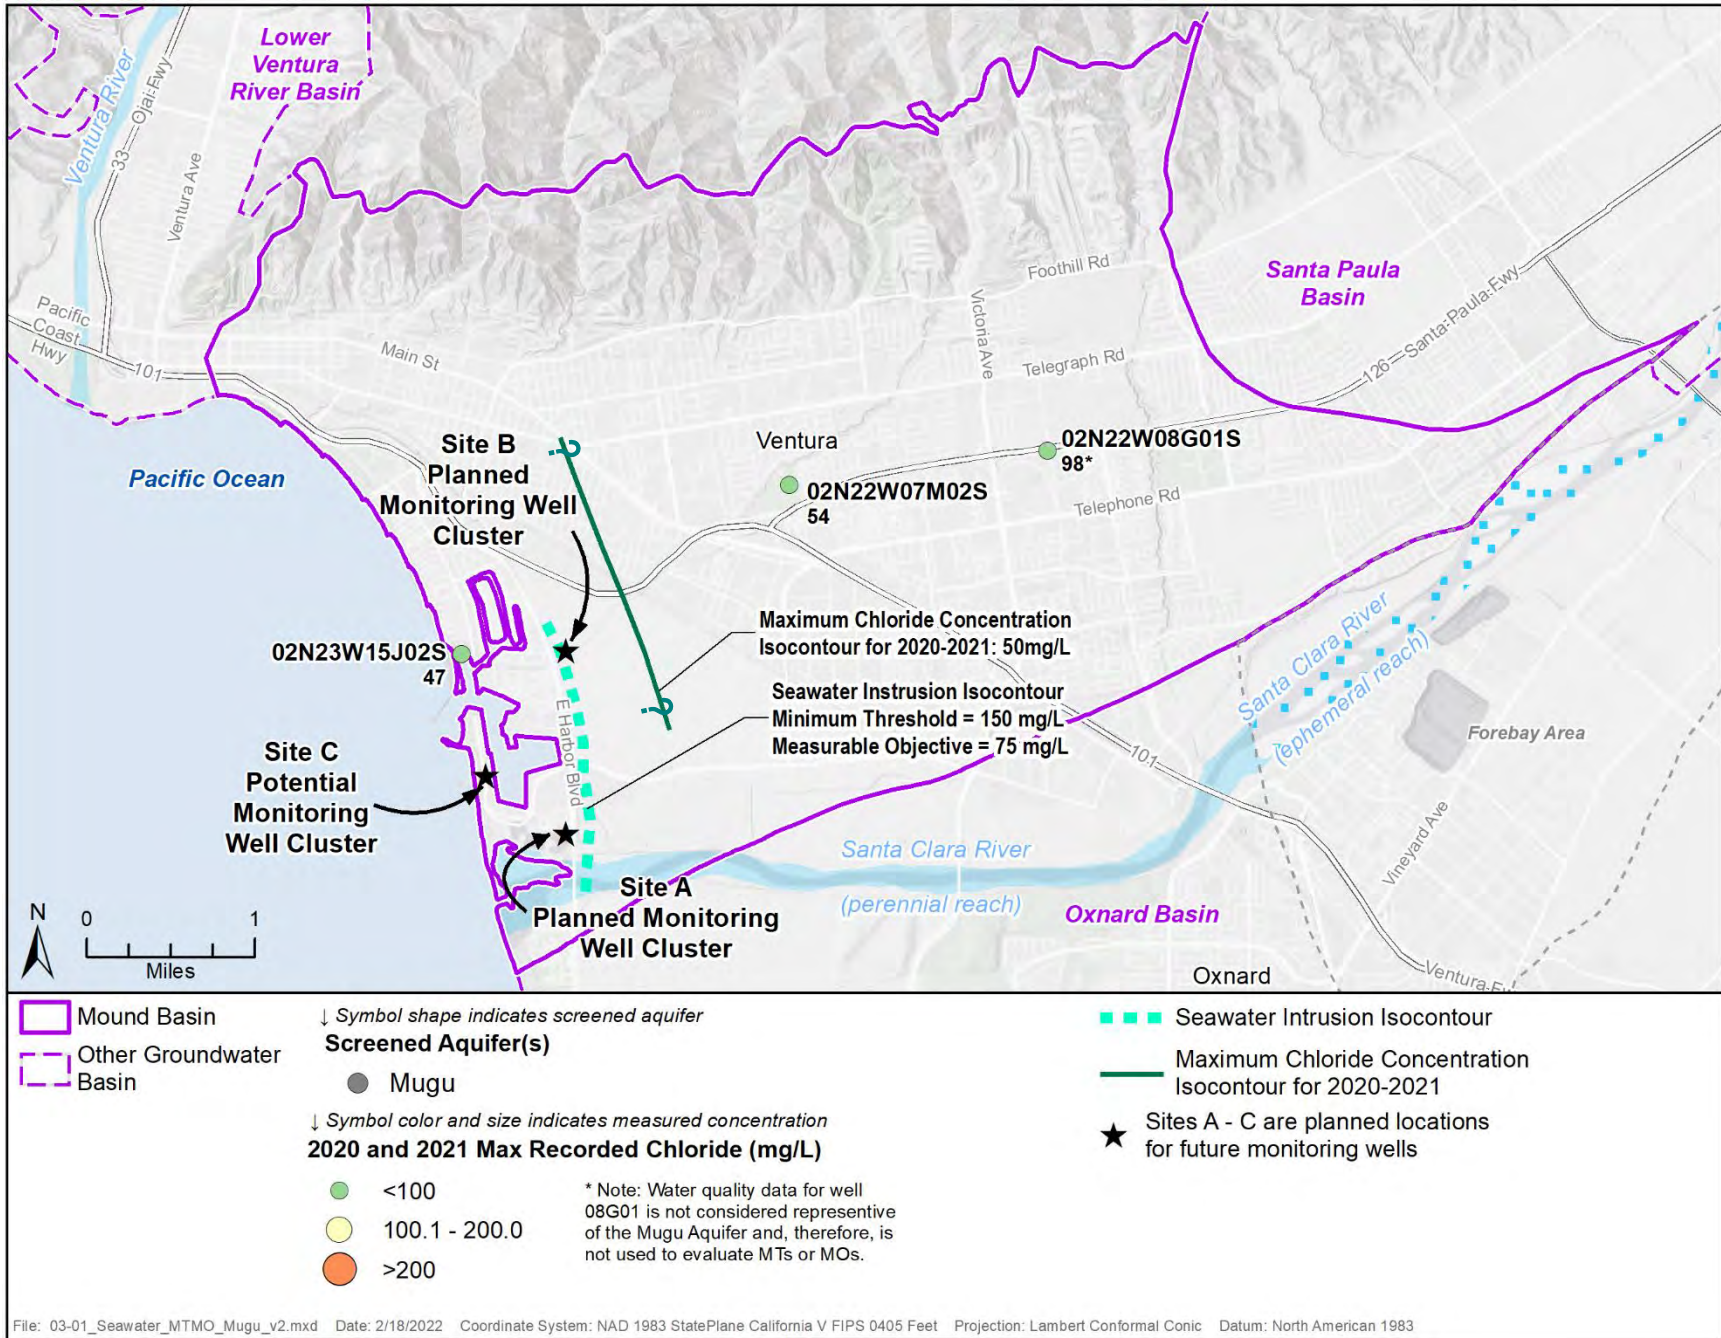 Lower
Ventura
River Basin
Ventura River
Ojai-Fwy
33
Ventura Ave
Pacific
Coast
Hwy
101
Main St
Foothill Rd
Victoria Ave
Telegraph Rd
Santa Paula
Basin
126
Santa-Paula-Fwy
Pacific Ocean
Site B
Planned
Monitoring Well
Cluster
?
Ventura
02N22W07M02S
54
02N22W08G01S
98*
Telephone Rd
02N23W15J02S
47
Maximum Chloride Concentration
Isocontour for 2020-2021: 50mg/L
?
Seawater Instrusion Isocontour
Minimum Threshold = 150 mg/L
Measurable Objective = 75 mg/L
E Harbor Blvd
Site C
Potential
Monitoring
Well Cluster
Site A
Planned Monitoring
Well Cluster
101
Santa Clara River
(ephemeral reach)
Forebay Area
Vineyard Ave
Santa Clara River
(perennial reach)
Oxnard Basin
Oxnard
Ventura-Fw
N
0 1
Miles
Mound Basin
Other Groundwater
Basin
↓ Symbol shape indicates screened aquifer
Screened Aquifer(s)
Mugu
↓ Symbol color and size indicates measured concentration
2020 and 2021 Max Recorded Chloride (mg/L)
<100
100.1 - 200.0
>200
* Note: Water quality data for well
08G01 is not considered representive
of the Mugu Aquifer and, therefore, is
not used to evaluate MTs or MOs.
Seawater Intrusion Isocontour
Maximum Chloride Concentration
Isocontour for 2020-2021
Sites A - C are planned locations
for future monitoring wells
File: 03-01_Seawater_MTMO_Mugu_v2.mxd Date: 2/18/2022 Coordinate System: NAD 1983 StatePlane California V FIPS 0405 Feet Projection: Lambert Conformal Conic Datum: North American 1983